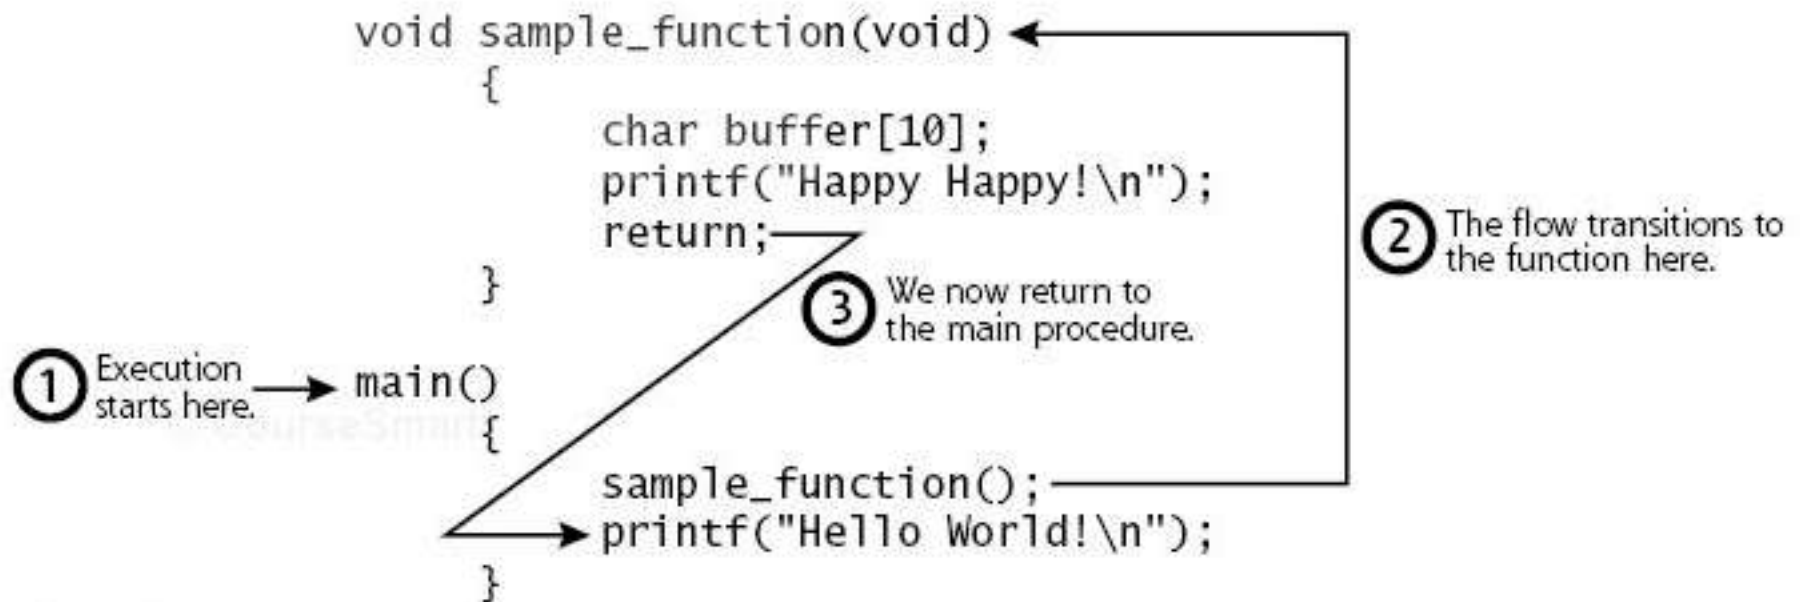 void sample_function(void)
{
char buffer[10];
printf("Happy Happy!\n");
return;
}
2 The flow transitions to
the function here.
3 We now return to
the main procedure.
1 Execution
starts here.
main()
{
sample_function();
printf("Hello World!\n");
}